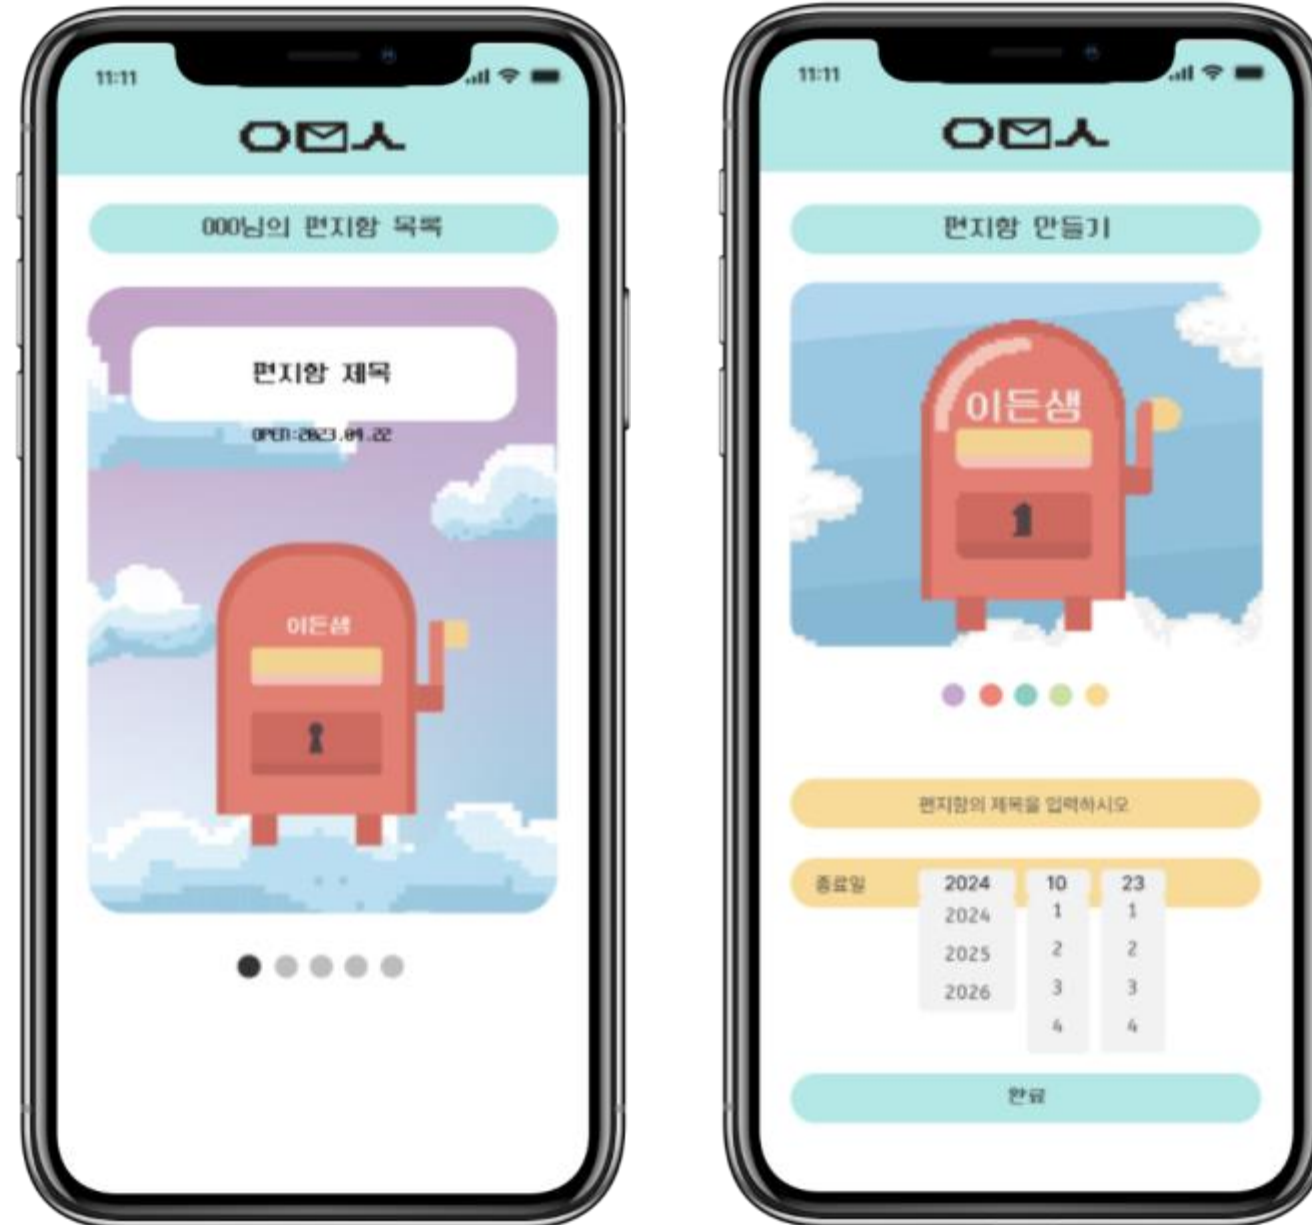 11:11
ㅇㅁㅅ
000님의 편지함 목록
편지함 제목
OPEN:2023.09.22
이든샘
11:11
ㅇㅁㅅ
편지함 만들기
이든샘
편지함의 제목을 입력하시오
종료일 2024 10 23
2024 1 1
2025 2 2
2026 3 3
4 4
완료